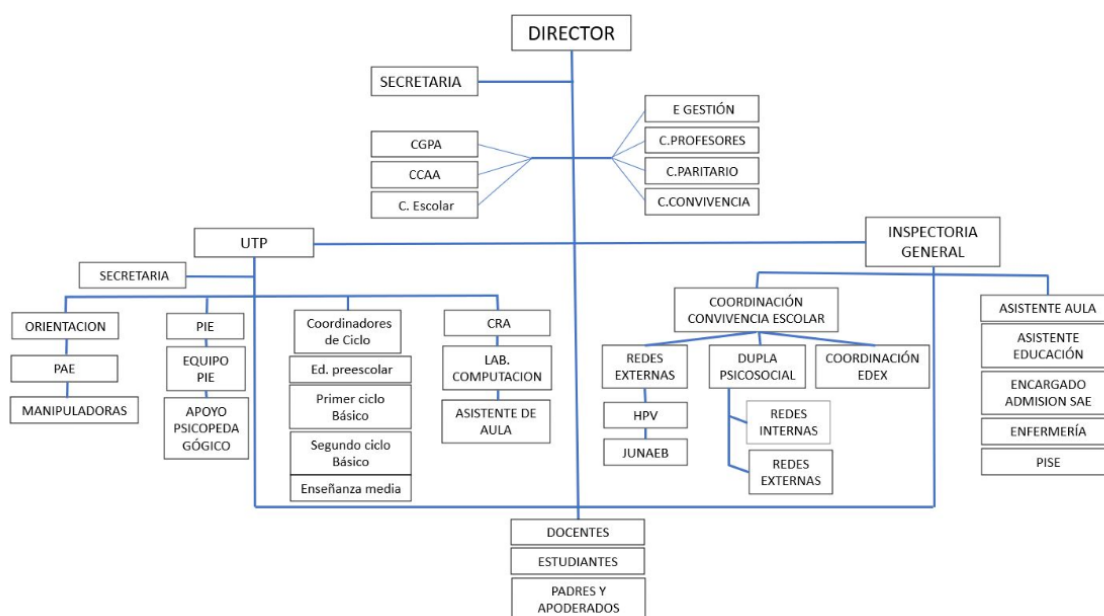 DIRECTOR
SECRETARIA
CGPA
CCAA
C. Escolar
E GESTIÓN
C.PROFESORES
C.PARITARIO
C.CONVIVENCIA
UTP
INSPECTORIA
GENERAL
SECRETARIA
ORIENTACION
PAE
MANIPULADORAS
PIE
EQUIPO
PIE
APOYO
PSICOPEDA
GÓGICO
Coordinadores
de Ciclo
Ed. preescolar
Primer ciclo
Básico
Segundo ciclo
Básico
Enseñanza media
CRA
LAB.
COMPUTACION
ASISTENTE DE
AULA
COORDINACIÓN
CONVIVENCIA ESCOLAR
REDES
EXTERNAS
HPV
JUNAEB
DUPLA
PSICOSOCIAL
REDES
INTERNAS
REDES
EXTERNAS
COORDINACIÓN
EDEX
ASISTENTE AULA
ASISTENTE
EDUCACIÓN
ENCARGADO
ADMISION SAE
ENFERMERÍA
PISE
DOCENTES
ESTUDIANTES
PADRES Y
APODERADOS